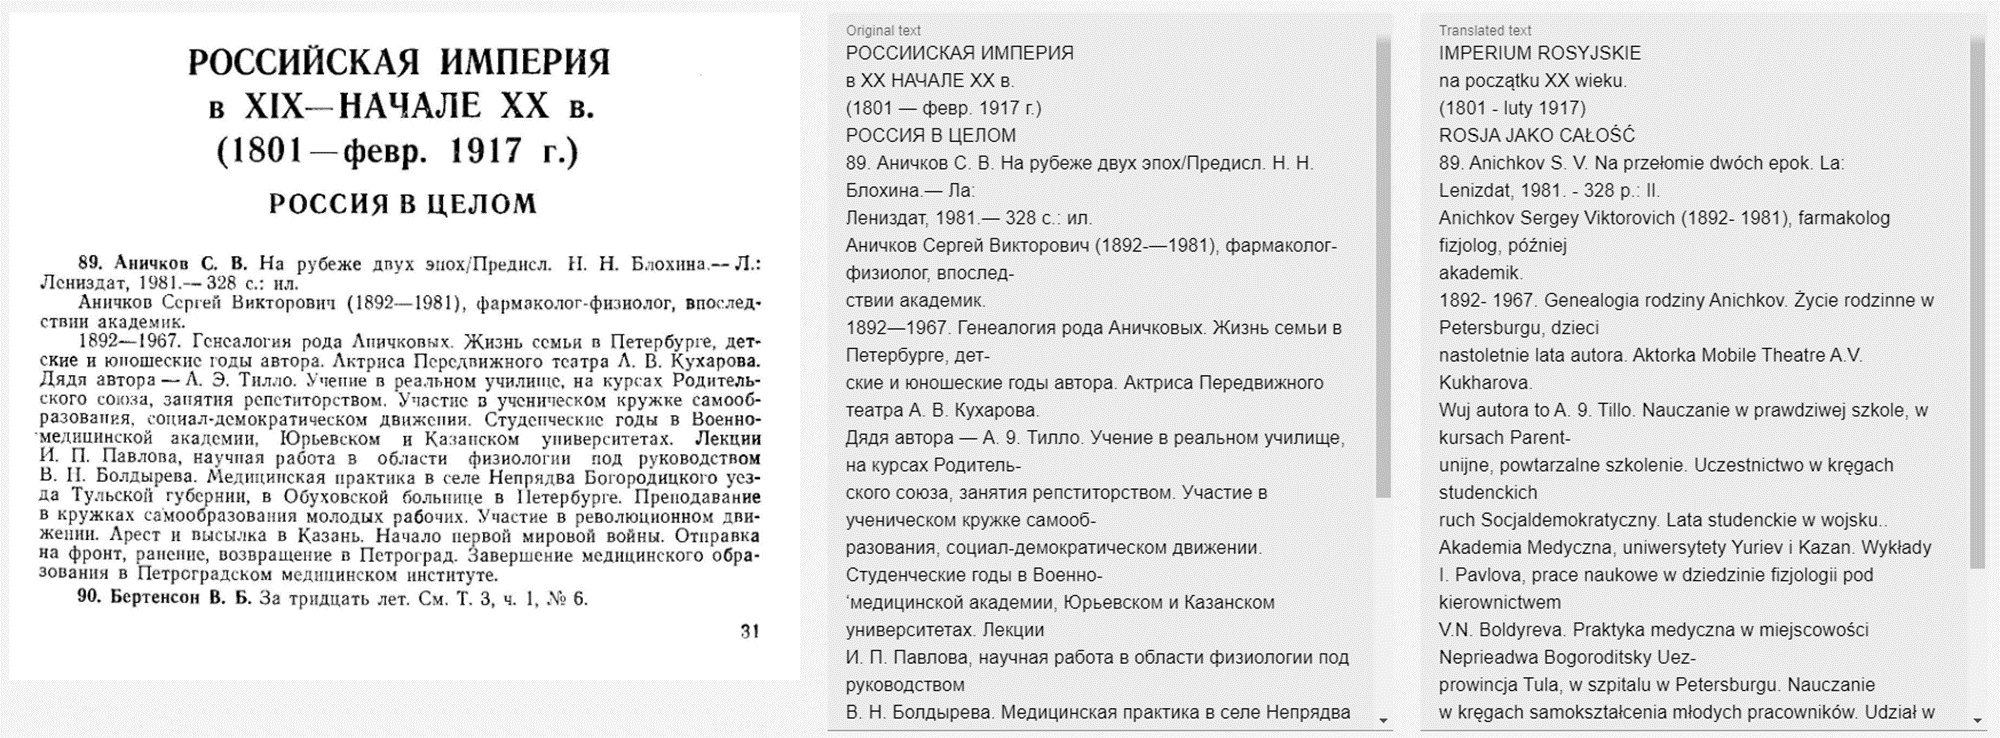 РОССИЙСКАЯ ИМПЕРИЯ
в XIX—НАЧАЛЕ XX в.
(1801—февр. 1917 г.)
РОССИЯ В ЦЕЛОМ
89. Аничков С. В. На рубеже двух эпох/Предисл. Н. Н. Блохина.— Л.:
Лениздат, 1981.— 328 с.: ил.
Аничков Сергей Викторович (1892—1981), фармаколог-физиолог, впослед-
ствии академик.
1892—1967. Генеалогия рода Аничковых. Жизнь семьи в Петербурге, дет-
ские и юношеские годы автора. Актриса Передвижного театра А. В. Кухарова.
Дядя автора — А. Э. Тилло. Учение в реальном училище, на курсах Родитель-
ского союза, занятия репетиторством. Участие в ученическом кружке самооб-
разования, социал-демократическом движении. Студенческие годы в Военно-
медицинской академии, Юрьевском и Казанском университетах. Лекции
И. П. Павлова, научная работа в области физиологии под руководством
В. Н. Болдырева. Медицинская практика в селе Непрядва Богородицкого уез-
да Тульской губернии, в Обуховской больнице в Петербурге. Преподавание
в кружках самообразования молодых рабочих. Участие в революционном дви-
жении. Арест и высылка в Казань. Начало первой мировой войны. Отправка
на фронт, ранение, возвращение в Петроград. Завершение медицинского обра-
зования в Петроградском медицинском институте.
90. Бертенсон В. Б. За тридцать лет. См. Т. 3, ч. 1, № 6.
31
Original text
РОССИИСКАЯ ИМПЕРИЯ
в XX НАЧАЛЕ XX в.
(1801 — февр. 1917 г.)
РОССИЯ В ЦЕЛОМ
89. Аничков С. В. На рубеже двух эпох/Предисл. Н. Н.
Блохина.— Ла:
Лениздат, 1981.— 328 с.: ил.
Аничков Сергей Викторович (1892-—1981), фармаколог-
физиолог, впослед-
ствии академик.
1892—1967. Генеалогия рода Аничковых. Жизнь семьи в
Петербурге, дет-
ские и юношеские годы автора. Актриса Передвижного
театра А. В. Кухарова.
Дядя автора — А. 9. Тилло. Учение в реальном училище,
на курсах Родитель-
ского союза, занятия репститорством. Участие в
ученическом кружке самооб-
разования, социал-демократическом движении.
Студенческие годы в Военно-
‘медицинской академии, Юрьевском и Казанском
университетах. Лекции
И. П. Павлова, научная работа в области физиологии под
руководством
В. Н. Болдырева. Медицинская практика в селе Непрядва
Translated text
IMPERIUM ROSYJSKIE
na początku XX wieku.
(1801 - luty 1917)
ROSJA JAKO CAŁOŚĆ
89. Anichkov S. V. Na przełomie dwóch epok. La:
Lenizdat, 1981. - 328 p.: Il.
Anichkov Sergey Viktorovich (1892- 1981), farmakolog
fizjolog, później
akademik.
1892- 1967. Genealogia rodziny Anichkov. Życie rodzinne w
Petersburgu, dzieci
nastoletnie lata autora. Aktorka Mobile Theatre A.V.
Kukharova.
Wuj autora to A. 9. Tillo. Nauczanie w prawdziwej szkole, w
kursach Parent-
unijne, powtarzalne szkolenie. Uczestnictwo w kręgach
studenckich
ruch Socjaldemokratyczny. Lata studenckie w wojsku..
Akademia Medyczna, uniwersytety Yuriev i Kazan. Wykłady
I. Pavlova, prace naukowe w dziedzinie fizjologii pod
kierownictwem
V.N. Boldyreva. Praktyka medyczna w miejscowości
Neprieadwa Bogoroditsky Uez-
prowincja Tula, w szpitalu w Petersburgu. Nauczanie
w kręgach samokształcenia młodych pracowników. Udział w